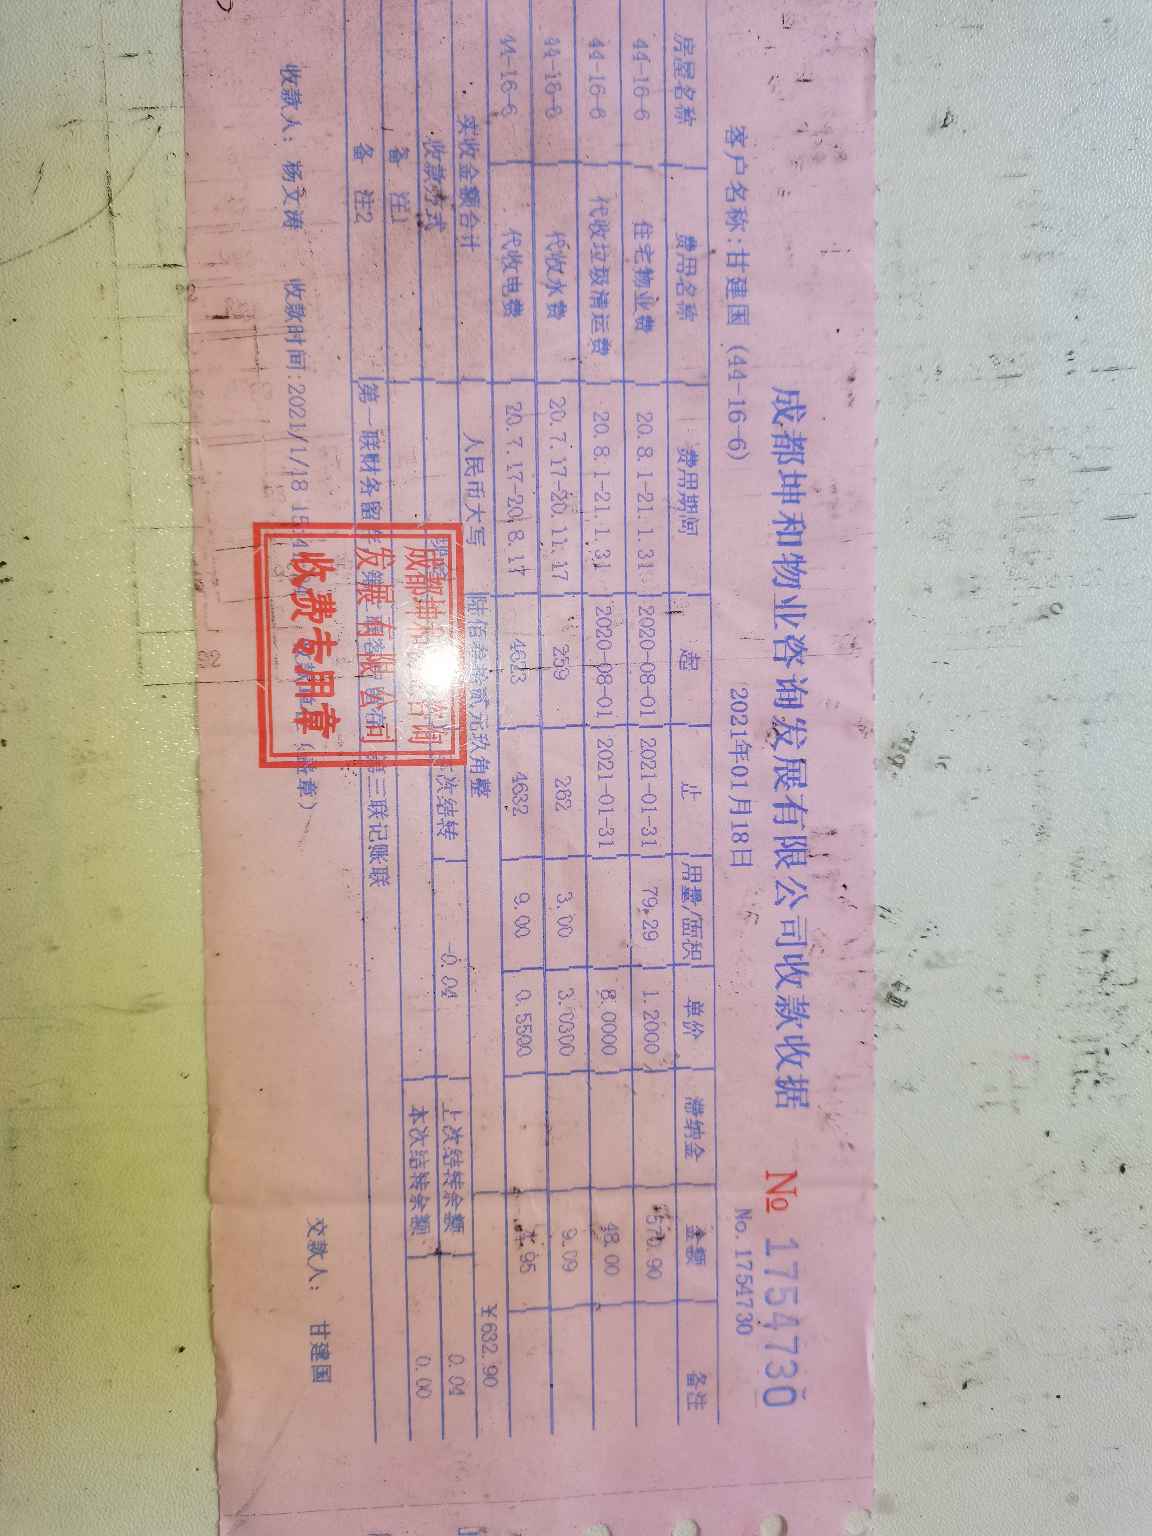 成都坤和物业咨询发展有限公司收款收据 № 1754730
客户名称:甘建国 (44-16-6) 2021年01月18日 No.1754730
房屋名称 费用名称 费用期间 起 止 用量/面积 单价 滞纳金 金额 备注
44-16-6 住宅物业费 20.8.1-21.1.31 2020-08-01 2021-01-31 79.29 1.2000 570.90
44-16-6 代收垃圾清运费 20.8.1-21.1.31 2020-08-01 2021-01-31 8.0000 48.00
44-16-6 代收水费 20.7.17-20.11.17 259 262 3.00 3.0300 9.09
44-16-6 代收电费 20.7.17-20.8.17 4623 4632 9.00 0.5500 4.95
实收金额合计 人民币大写 陆佰叁拾贰元玖角整 ￥632.90
收款方式 次结转 -0.04 上次结转余额 0.04
备 注1 本次结转余额 0.00
备 注2 第一联财务留 第三联记账联
收款人: 杨文涛 收款时间:2021/1/18 15: (盖章) 交款人: 甘建国
成都坤和 咨询
发展有限公司
收费专用章